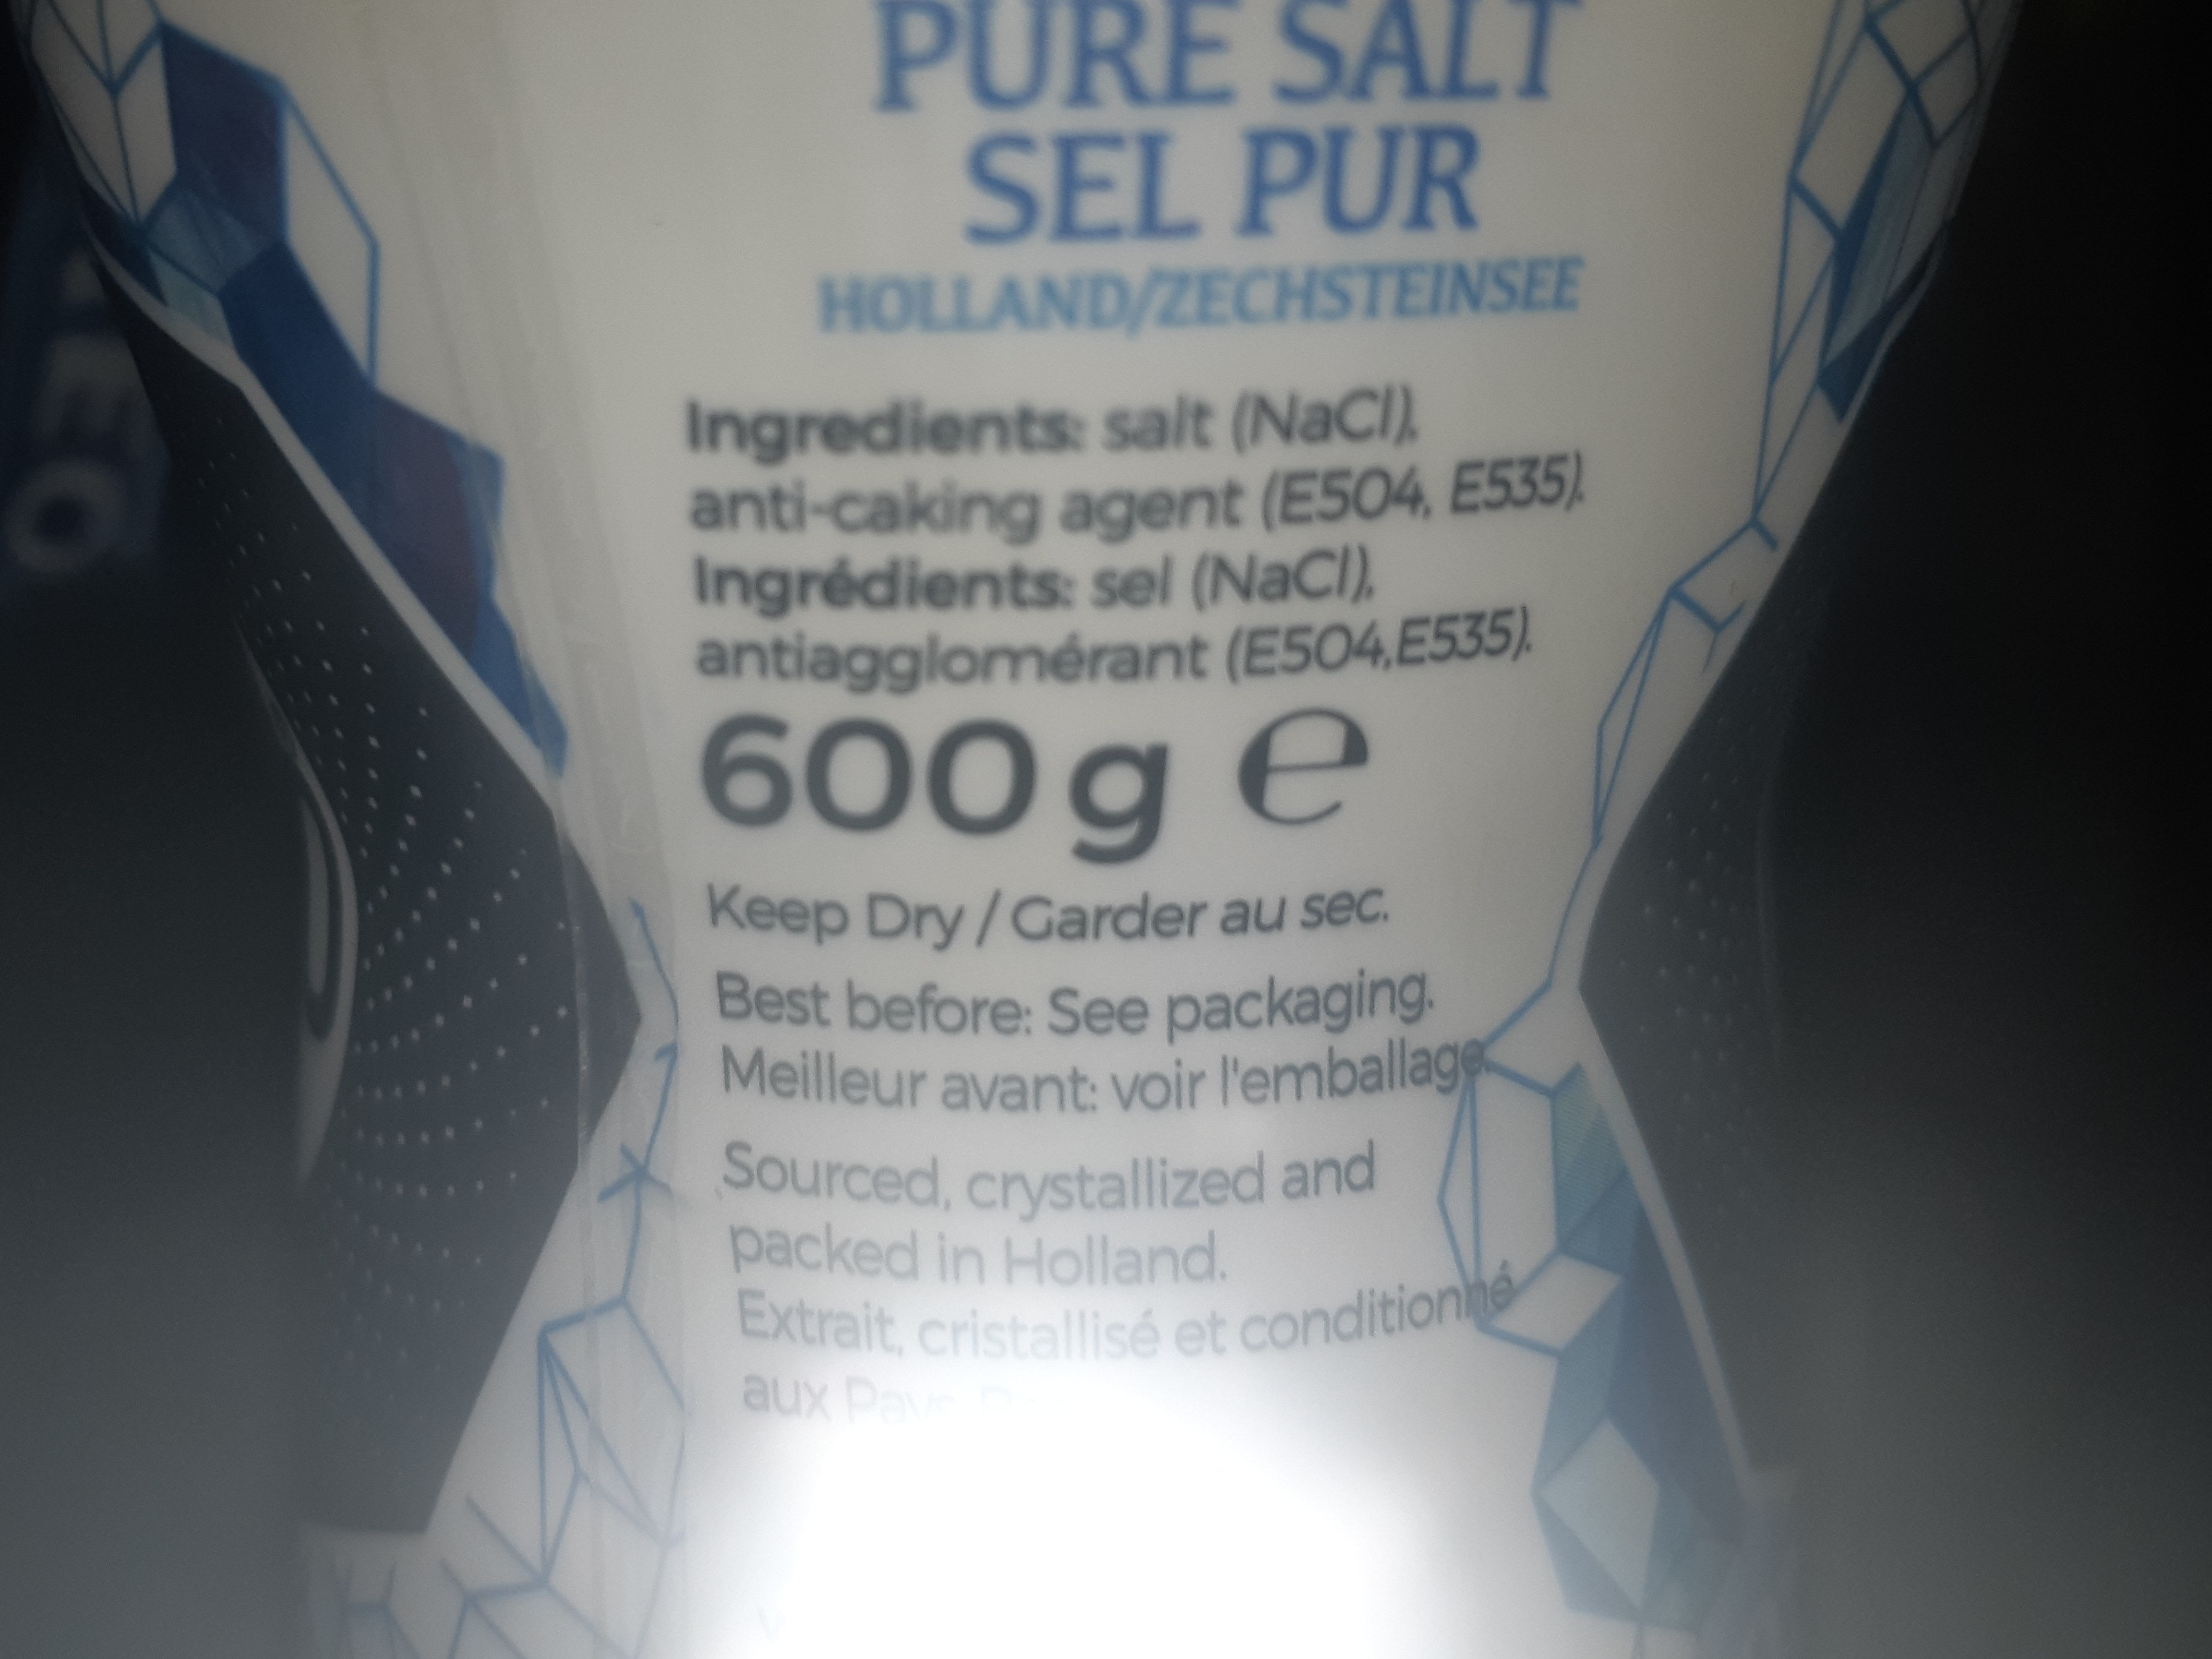 PURE SALT
SEL PUR
HOLLAND/ZECHSTEINSEE
Ingredients: salt (NaCl),
anti-caking agent (E504, E535).
Ingrédients: sel (NaCl),
antiagglomérant (E504,E535).
600 g ℮
Keep Dry / Garder au sec.
Best before: See packaging.
Meilleur avant: voir l'emballage.
Sourced, crystallized and
packed in Holland.
Extrait, cristallisé et conditionné
aux